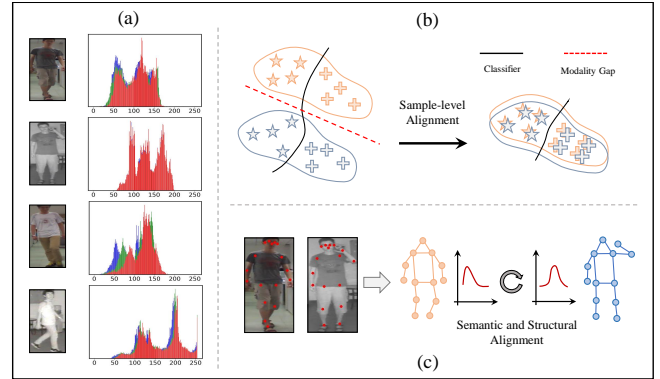 (a)
0 50 100 150 200 250
0 50 100 150 200 250
0 50 100 150 200 250
0 50 100 150 200 250
(b)
Classifier
Modality Gap
Sample-level
Alignment
Semantic and Structural
Alignment
(c)